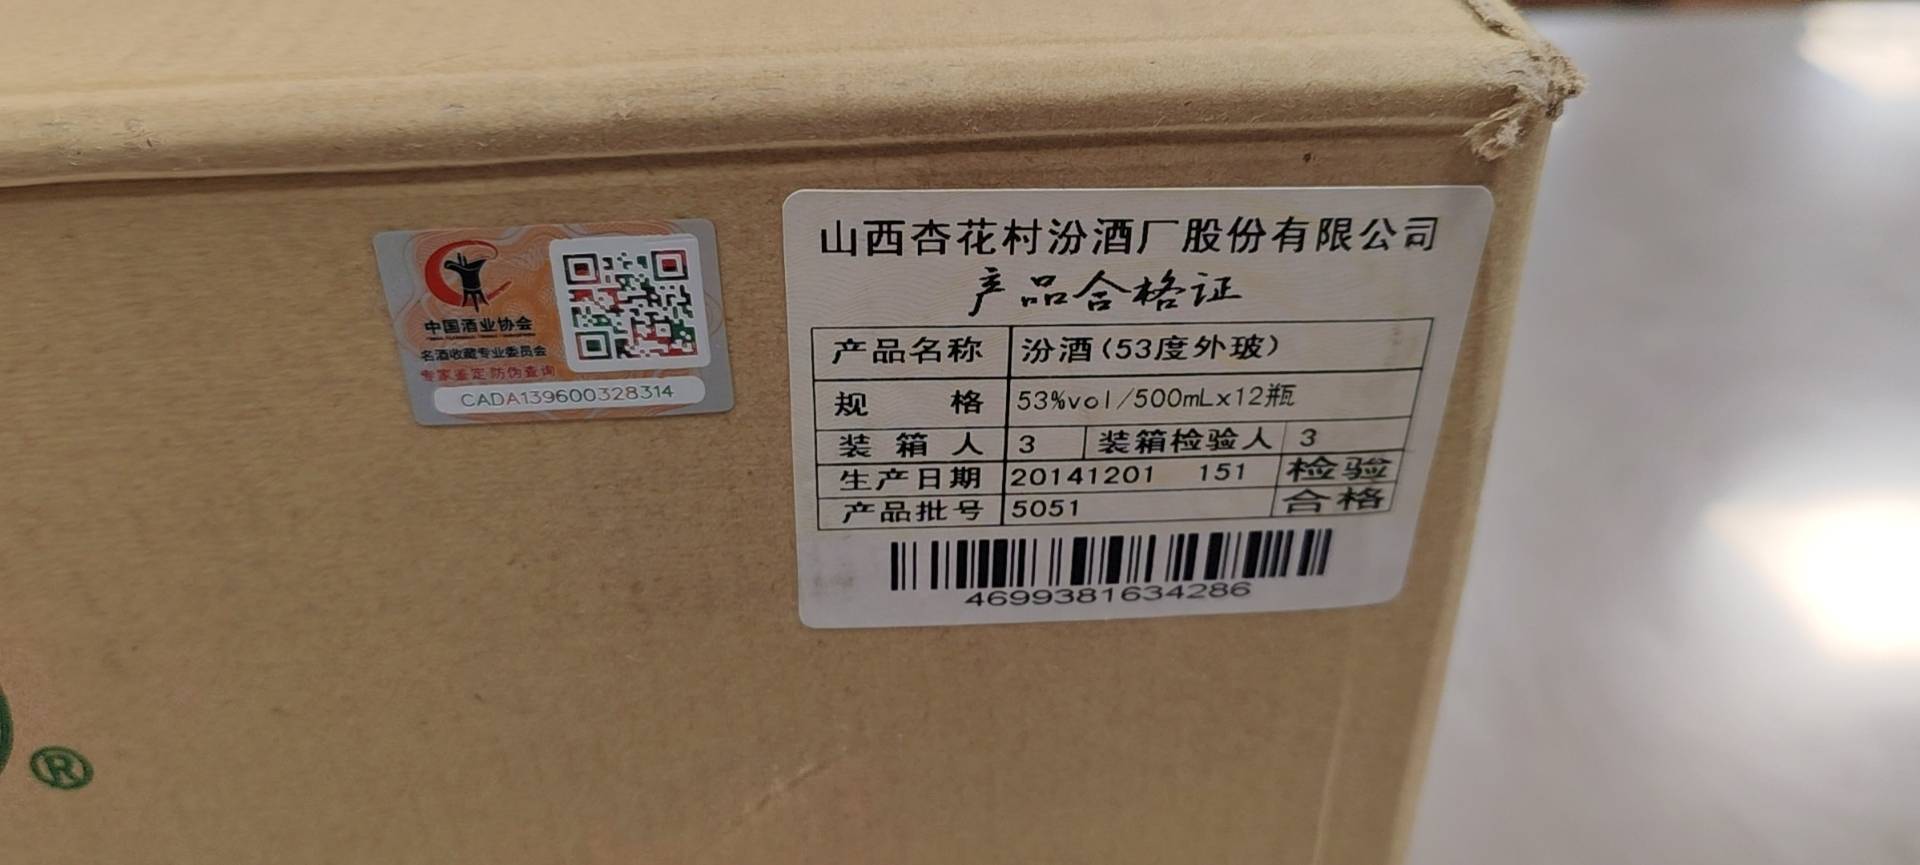 中国酒业协会
名酒收藏专业委员会
专家鉴定防伪查询
CADA139600328314
山西杏花村汾酒厂股份有限公司
产品合格证
产品名称 汾酒(53度外玻)
规格 53%vol/500mLx12瓶
装箱人 3 装箱检验人 3
生产日期 20141201 151 检验
产品批号 5051 合格
4699381634286
®